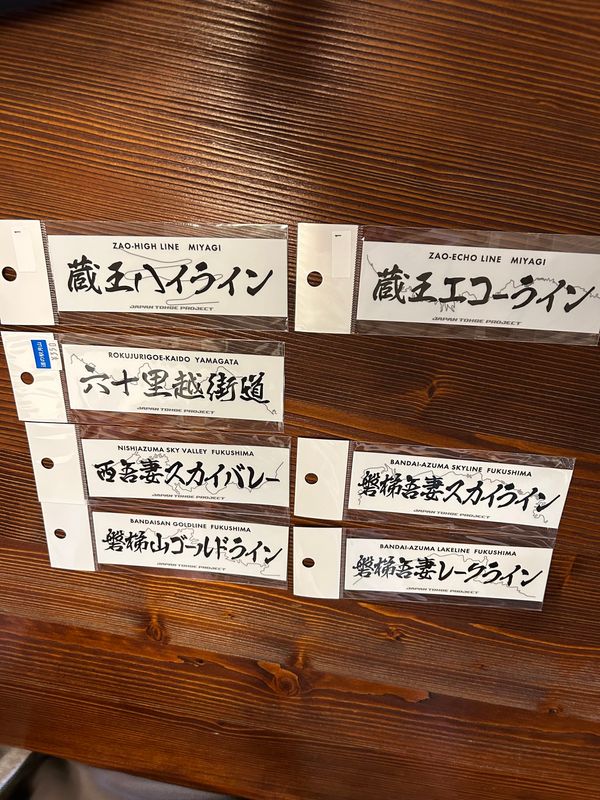 ZAO-HIGH LINE MIYAGI
蔵王ハイライン
JAPAN TOHGE PROJECT
1
ZAO-ECHO LINE MIYAGI
蔵王エコーライン
JAPAN TOHGE PROJECT
1
ROKUJURIGOE-KAIDO YAMAGATA
六十里越街道
JAPAN TOHGE PROJECT
¥350
NISHIAZUMA SKY VALLEY FUKUSHIMA
西吾妻スカイバレー
JAPAN TOHGE PROJECT
BANDAI-AZUMA SKYLINE FUKUSHIMA
磐梯吾妻スカイライン
JAPAN TOHGE PROJECT
BANDAISAN GOLDLINE FUKUSHIMA
磐梯山ゴールドライン
JAPAN TOHGE PROJECT
BANDAI-AZUMA LAKELINE FUKUSHIMA
磐梯吾妻レークライン
JAPAN TOHGE PROJECT